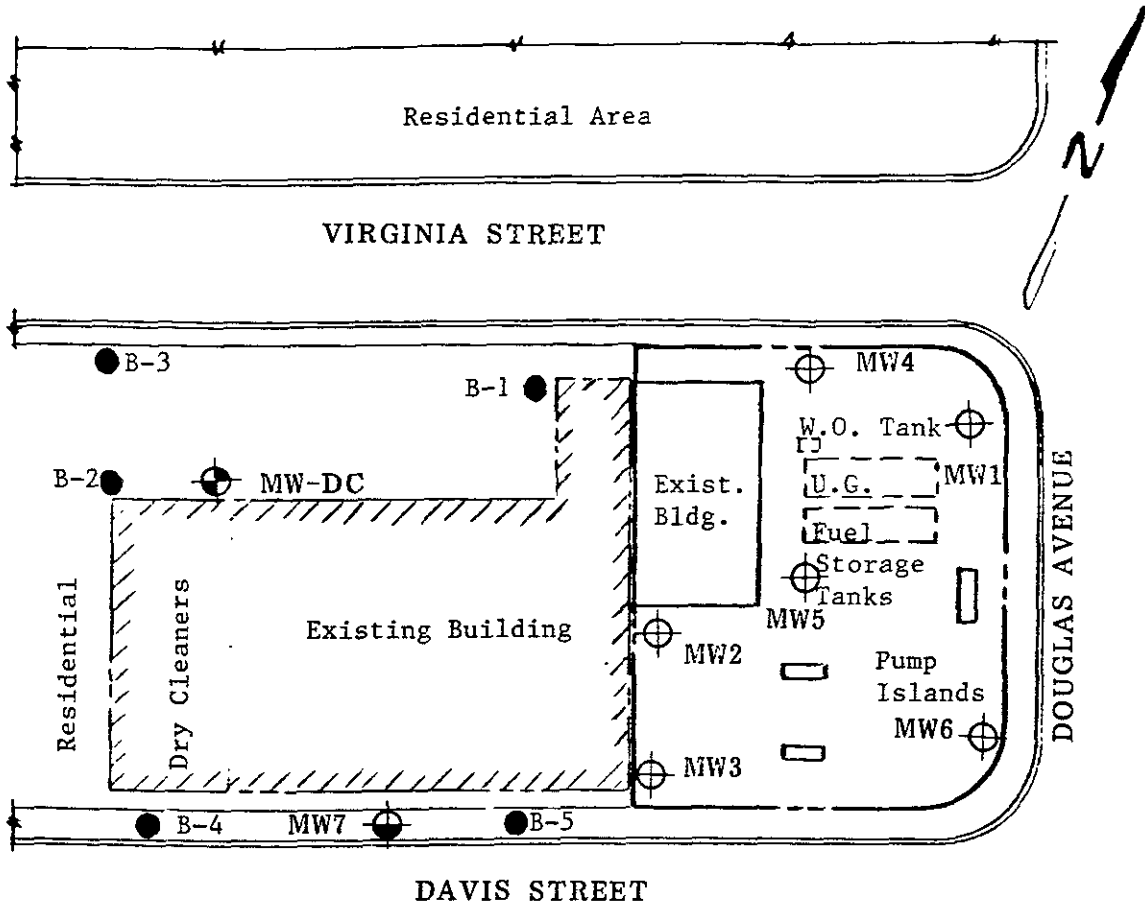 Residential Area
N
VIRGINIA STREET
B-3
B-1
MW4
W.O. Tank
B-2
MW-DC
MW1
Exist.
Bldg.
U.G.
Fuel
Storage
Tanks
MW5
Residential
Dry Cleaners
Existing Building
MW2
Pump
Islands
MW6
DOUGLAS AVENUE
MW3
B-4
MW7
B-5
DAVIS STREET